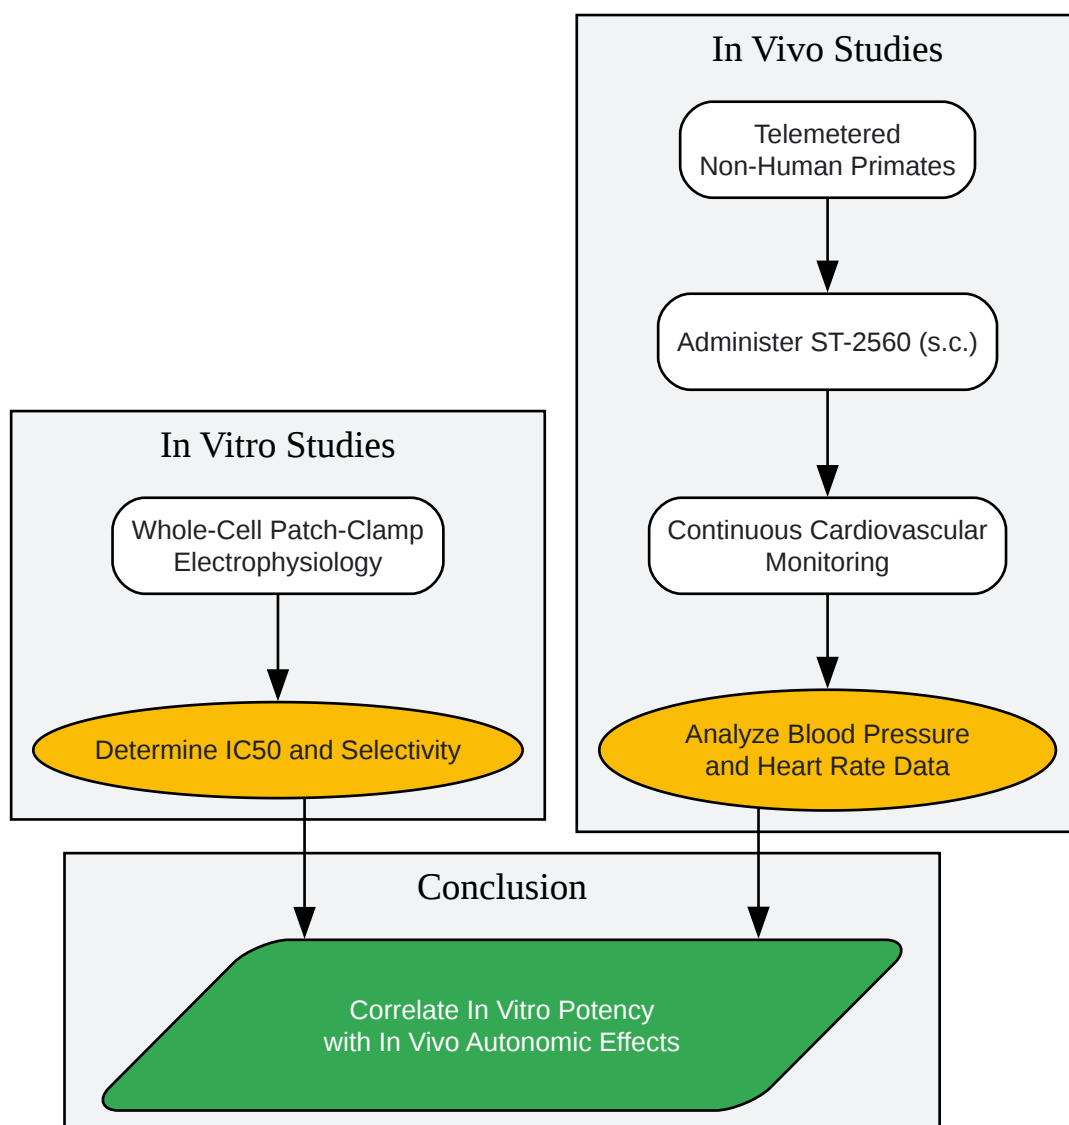 In Vivo Studies
Telemetered
Non-Human Primates
Administer ST-2560 (s.c.)
Continuous Cardiovascular
Monitoring
Analyze Blood Pressure
and Heart Rate Data
In Vitro Studies
Whole-Cell Patch-Clamp
Electrophysiology
Determine IC50 and Selectivity
Conclusion
Correlate In Vitro Potency
with In Vivo Autonomic Effects